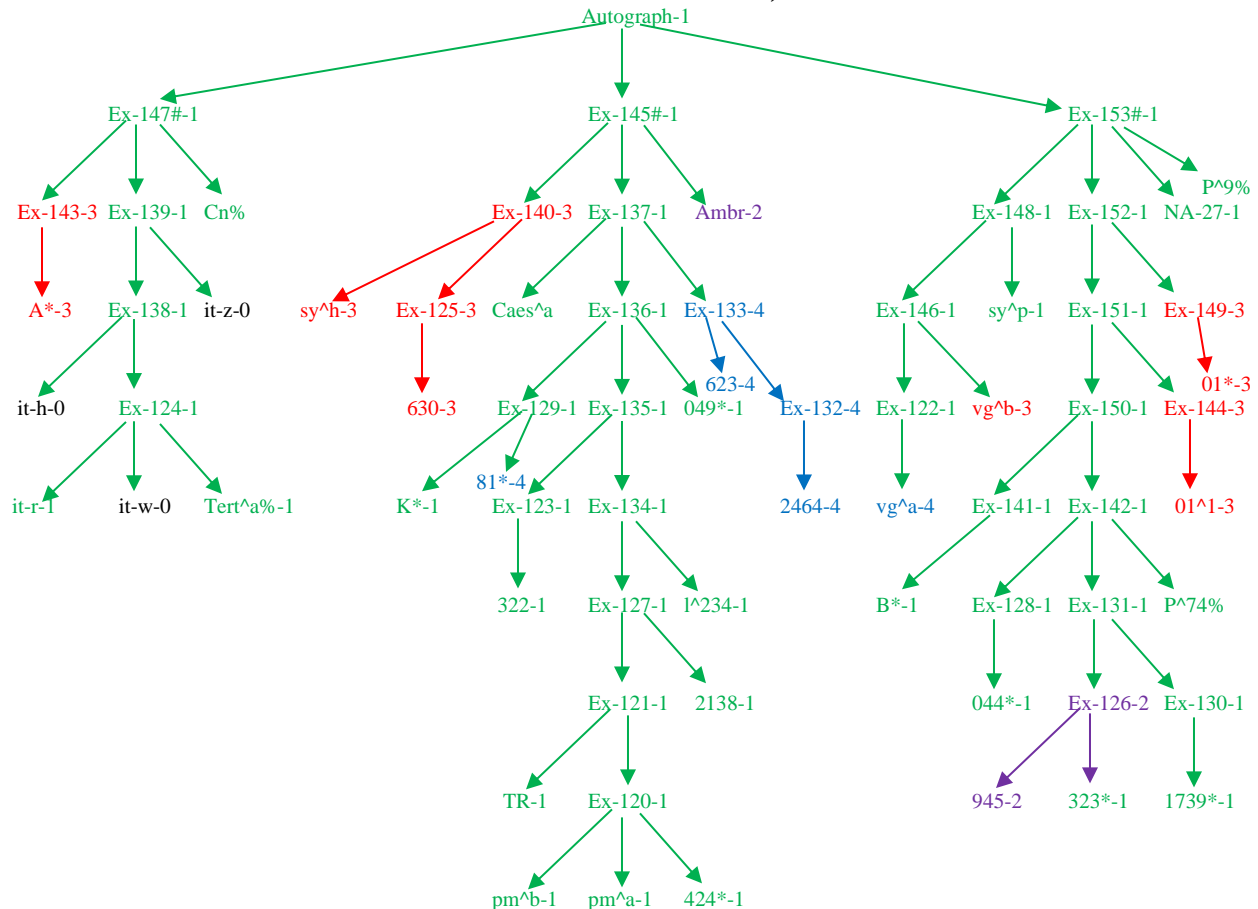 Autograph-1
Ex-147#-1 Ex-145#-1 Ex-153#-1
P^9%
Ex-143-3 Ex-139-1 Cn% Ex-140-3 Ex-137-1 Ambr-2 Ex-148-1 Ex-152-1 NA-27-1
A*-3 Ex-138-1 it-z-0 sy^h-3 Ex-125-3 Caes^a Ex-136-1 Ex-133-4 Ex-146-1 sy^p-1 Ex-151-1 Ex-149-3
623-4 01*-3
it-h-0 Ex-124-1 630-3 Ex-129-1 Ex-135-1 049*-1 Ex-132-4 Ex-122-1 vg^b-3 Ex-150-1 Ex-144-3
81*-4
it-r-1 it-w-0 Tert^a%-1 K*-1 Ex-123-1 Ex-134-1 2464-4 vg^a-4 Ex-141-1 Ex-142-1 01^1-3
322-1 Ex-127-1 l^234-1 B*-1 Ex-128-1 Ex-131-1 P^74%
Ex-121-1 2138-1 044*-1 Ex-126-2 Ex-130-1
TR-1 Ex-120-1 945-2 323*-1 1739*-1
pm^b-1 pm^a-1 424*-1